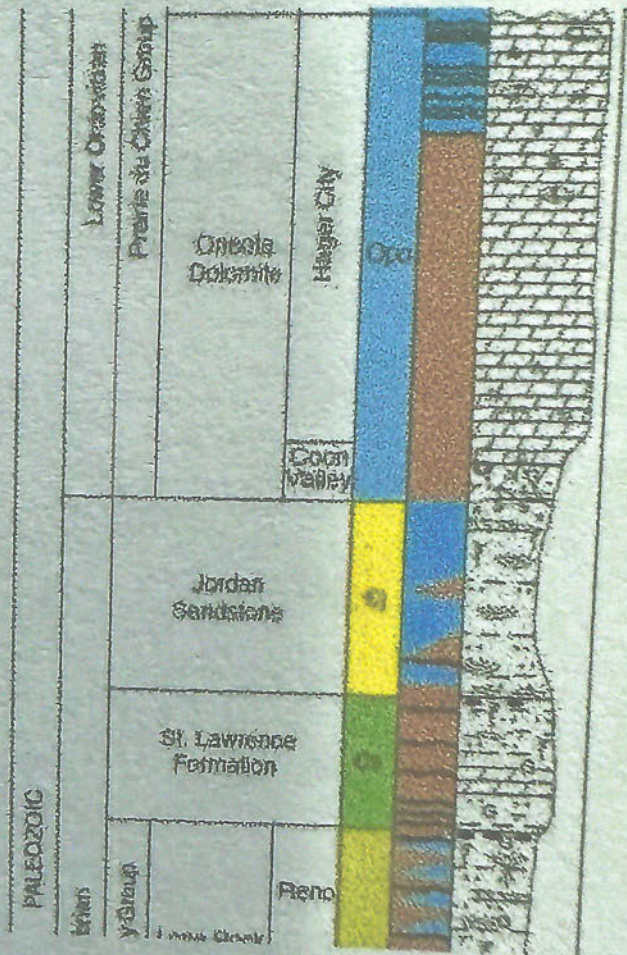 PALEOZOIC
Lower Ordovician
Prairie du Chien Group
Oneota
Dolomite
Hager City
Coon
Valley
Opo
Jordan
Sandstone
St. Lawrence
Formation
Reno
y Group